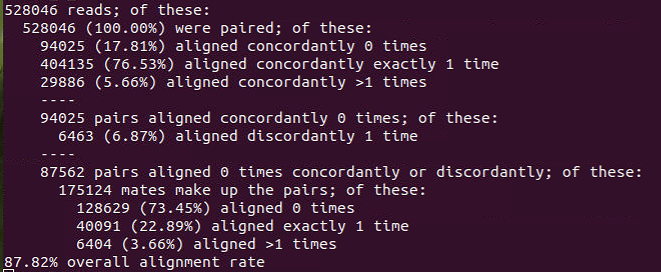 528046 reads; of these:
528046 (100.00%) were paired; of these:
94025 (17.81%) aligned concordantly 0 times
404135 (76.53%) aligned concordantly exactly 1 time
29886 (5.66%) aligned concordantly >1 times
----
94025 pairs aligned concordantly 0 times; of these:
6463 (6.87%) aligned discordantly 1 time
----
87562 pairs aligned 0 times concordantly or discordantly; of these:
175124 mates make up the pairs; of these:
128629 (73.45%) aligned 0 times
40091 (22.89%) aligned exactly 1 time
6404 (3.66%) aligned >1 times
87.82% overall alignment rate